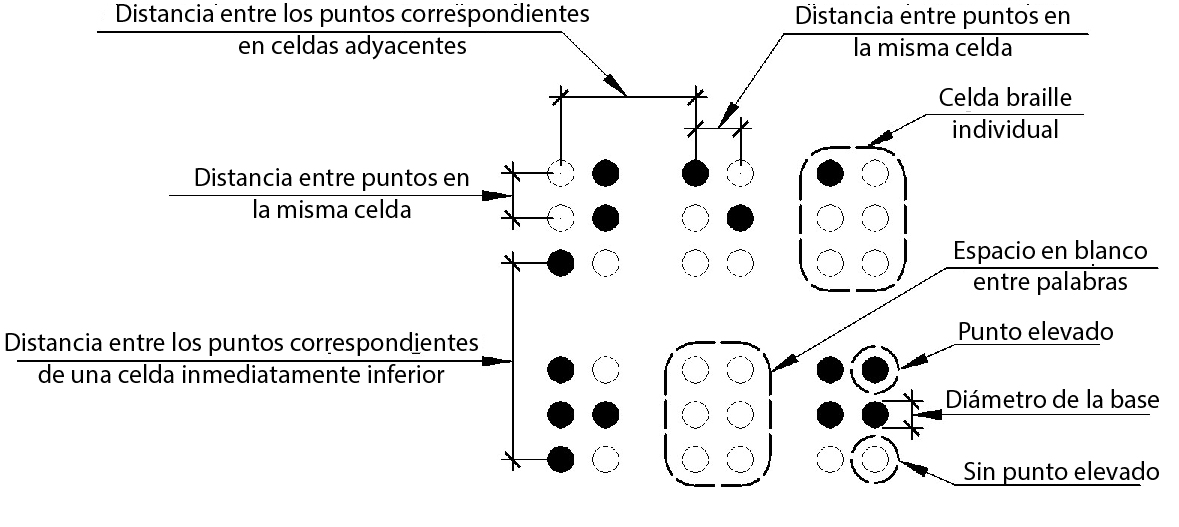 Distancia entre los puntos correspondientes
en celdas adyacentes
Distancia entre puntos en
la misma celda
Celda braille
individual
Distancia entre puntos en
la misma celda
Espacio en blanco
entre palabras
Distancia entre los puntos correspondientes
de una celda inmediatamente inferior
Punto elevado
Diámetro de la base
Sin punto elevado